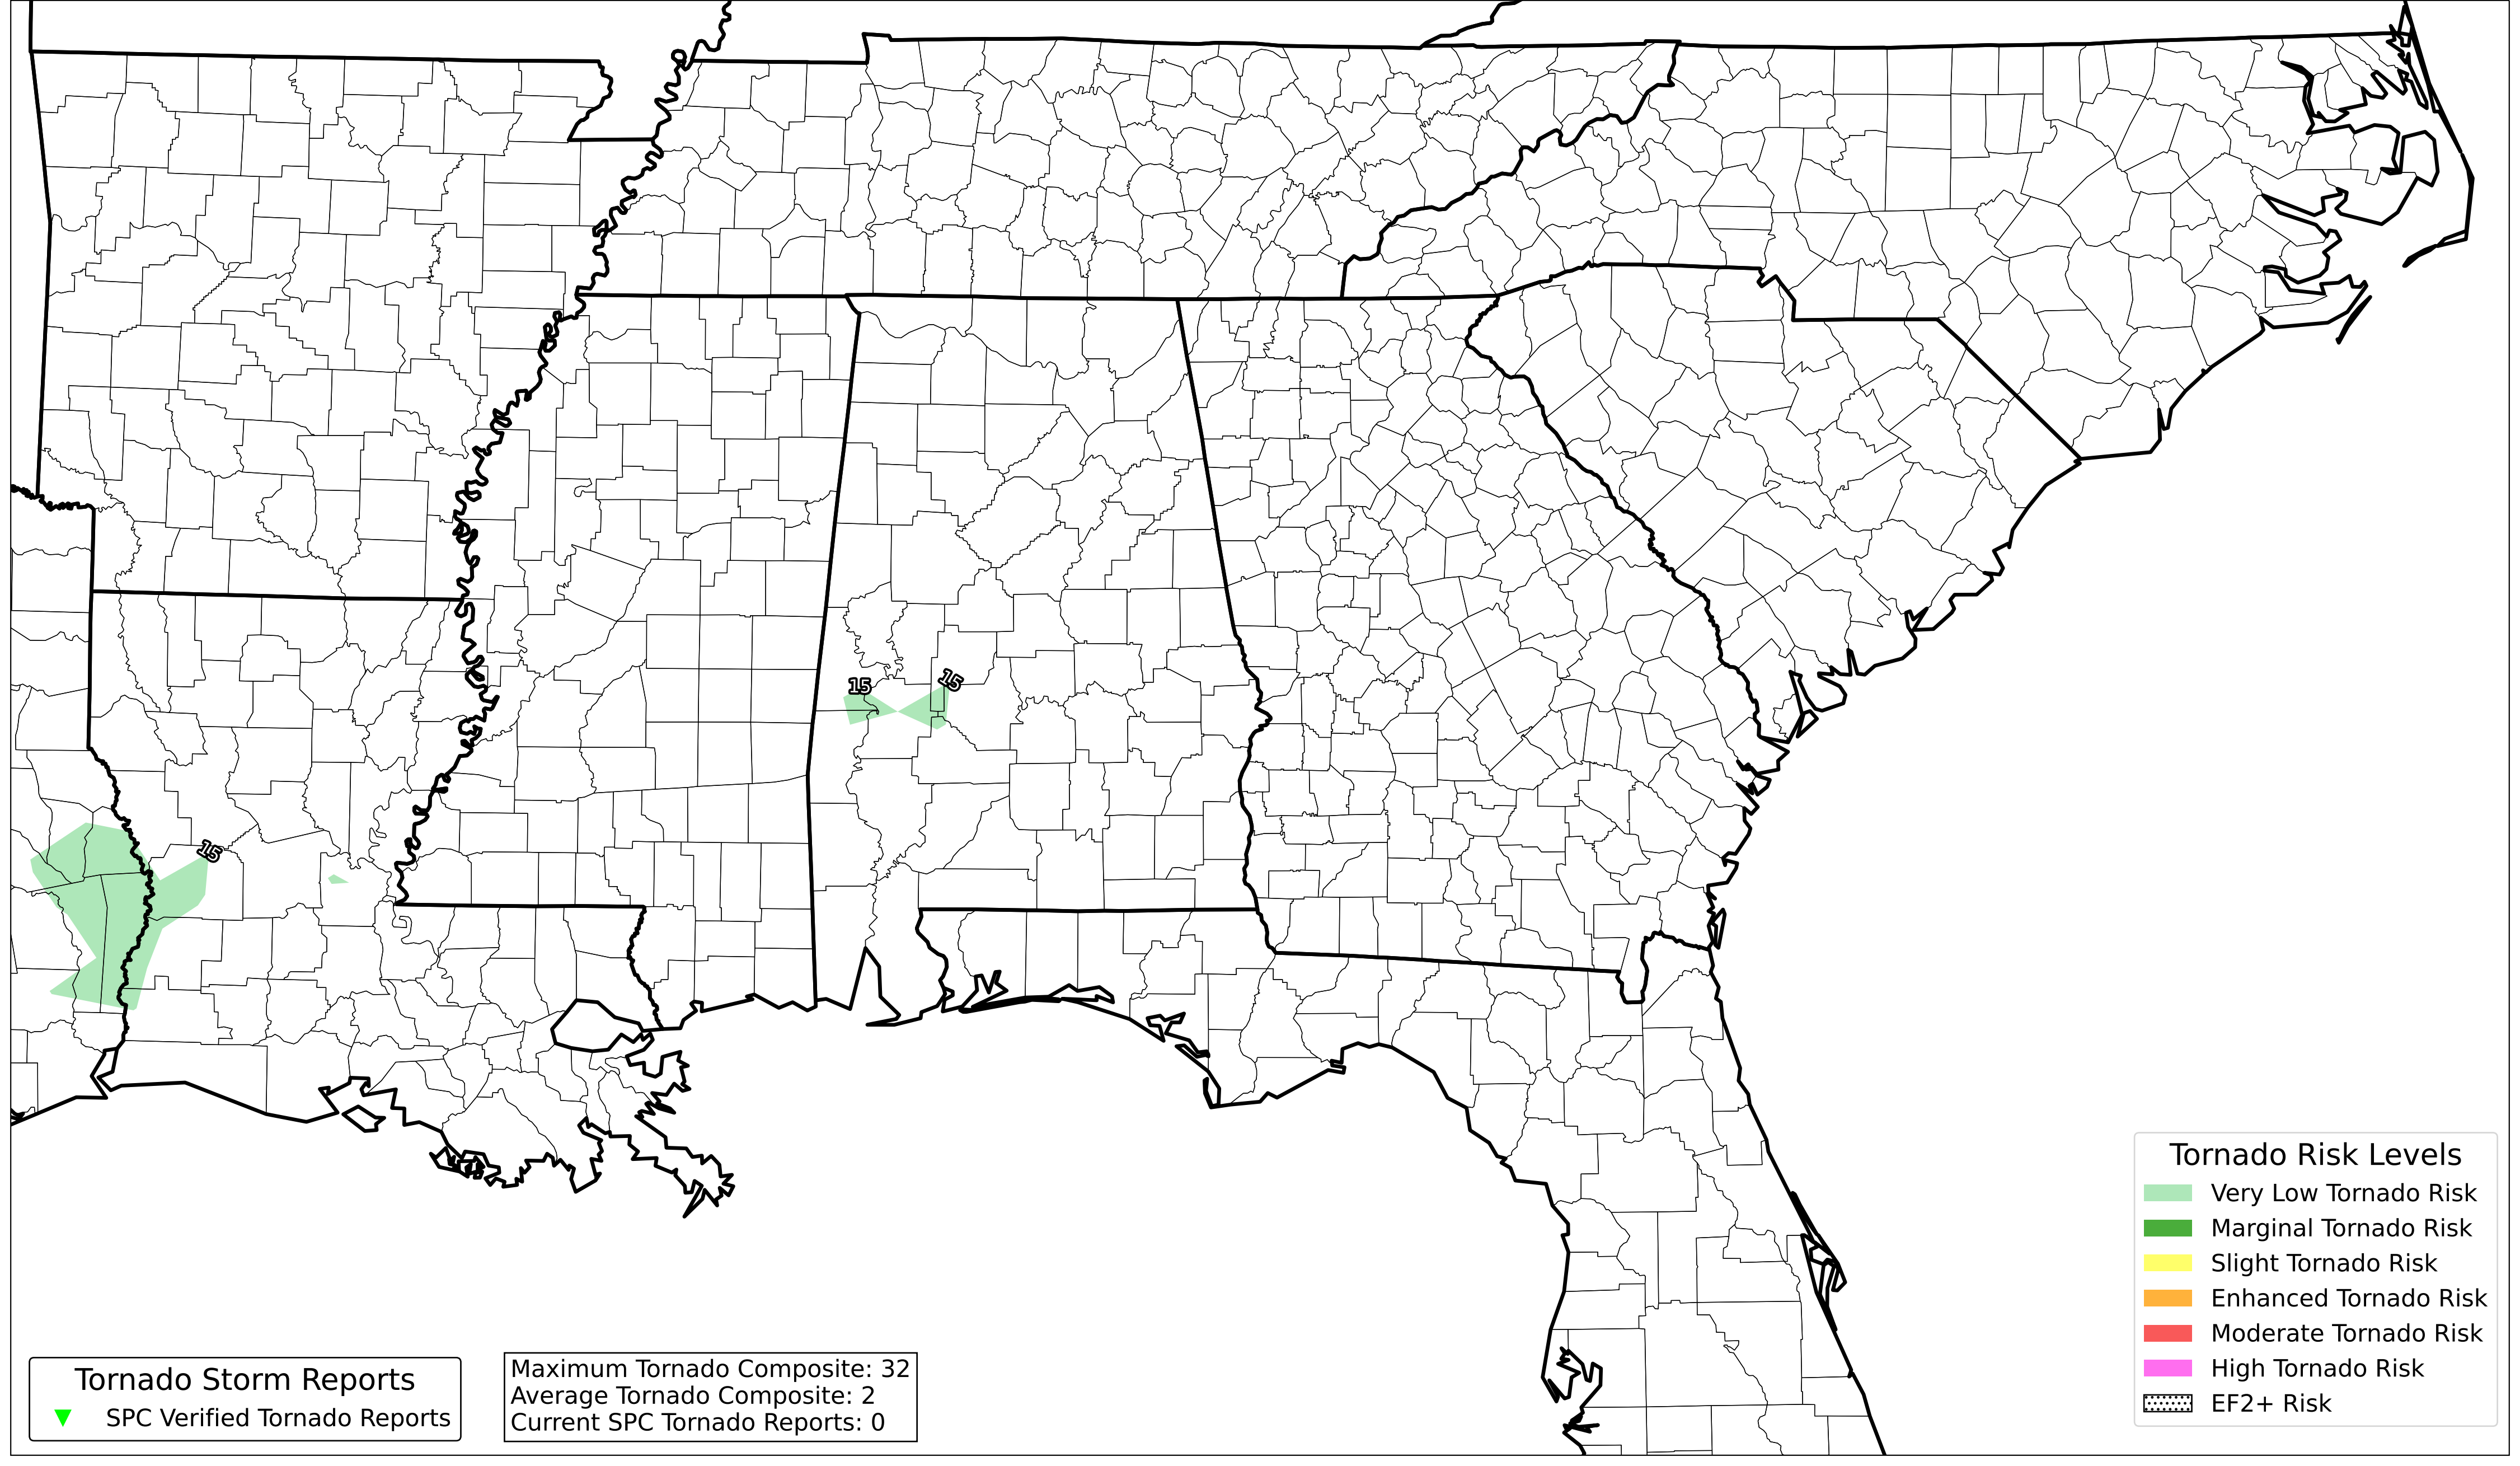 15
15
15
Tornado Risk Levels
Very Low Tornado Risk
Marginal Tornado Risk
Slight Tornado Risk
Enhanced Tornado Risk
Moderate Tornado Risk
High Tornado Risk
EF2+ Risk
Tornado Storm Reports
SPC Verified Tornado Reports
Maximum Tornado Composite: 32
Average Tornado Composite: 2
Current SPC Tornado Reports: 0